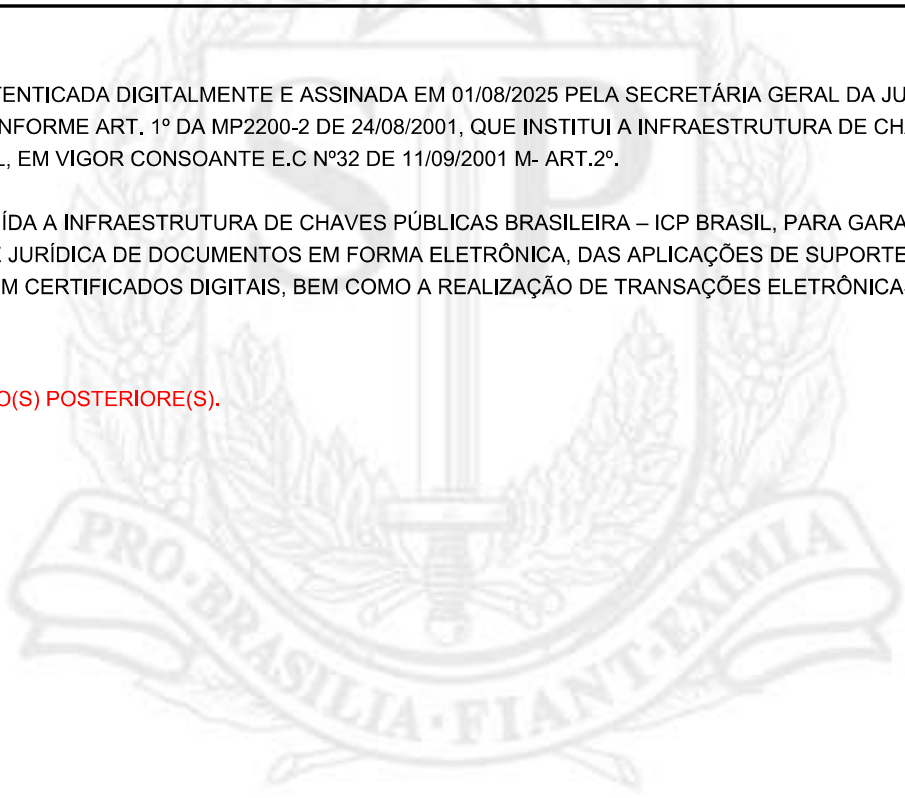 TENTICADA DIGITALMENTE E ASSINADA EM 01/08/2025 PELA SECRETÁRIA GERAL DA JU
NFORME ART. 1º DA MP2200-2 DE 24/08/2001, QUE INSTITUI A INFRAESTRUTURA DE CHA
L, EM VIGOR CONSOANTE E.C Nº32 DE 11/09/2001 M- ART.2º.
ÍDA A INFRAESTRUTURA DE CHAVES PÚBLICAS BRASILEIRA – ICP BRASIL, PARA GARA
E JURÍDICA DE DOCUMENTOS EM FORMA ELETRÔNICA, DAS APLICAÇÕES DE SUPORTE
M CERTIFICADOS DIGITAIS, BEM COMO A REALIZAÇÃO DE TRANSAÇÕES ELETRÔNICAS
O(S) POSTERIORE(S).
SP
PRO·BRASILIA·FIANT·EXIMIA